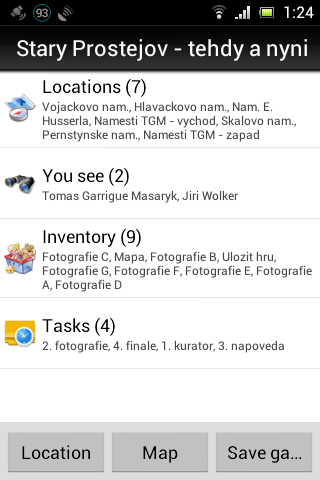 93
1:24
Stary Prostejov - tehdy a nyni
Locations (7)
Vojackovo nam., Hlavackovo nam., Nam. E.
Husserla, Namesti TGM - vychod, Skalovo nam.,
Pernstynske nam., Namesti TGM - zapad
You see (2)
Tomas Garrigue Masaryk, Jiri Wolker
Inventory (9)
Fotografie C, Mapa, Fotografie B, Ulozit hru,
Fotografie G, Fotografie F, Fotografie E, Fotografie
A, Fotografie D
Tasks (4)
2. fotografie, 4. finale, 1. kurator, 3. napoveda
Location
Map
Save ga...